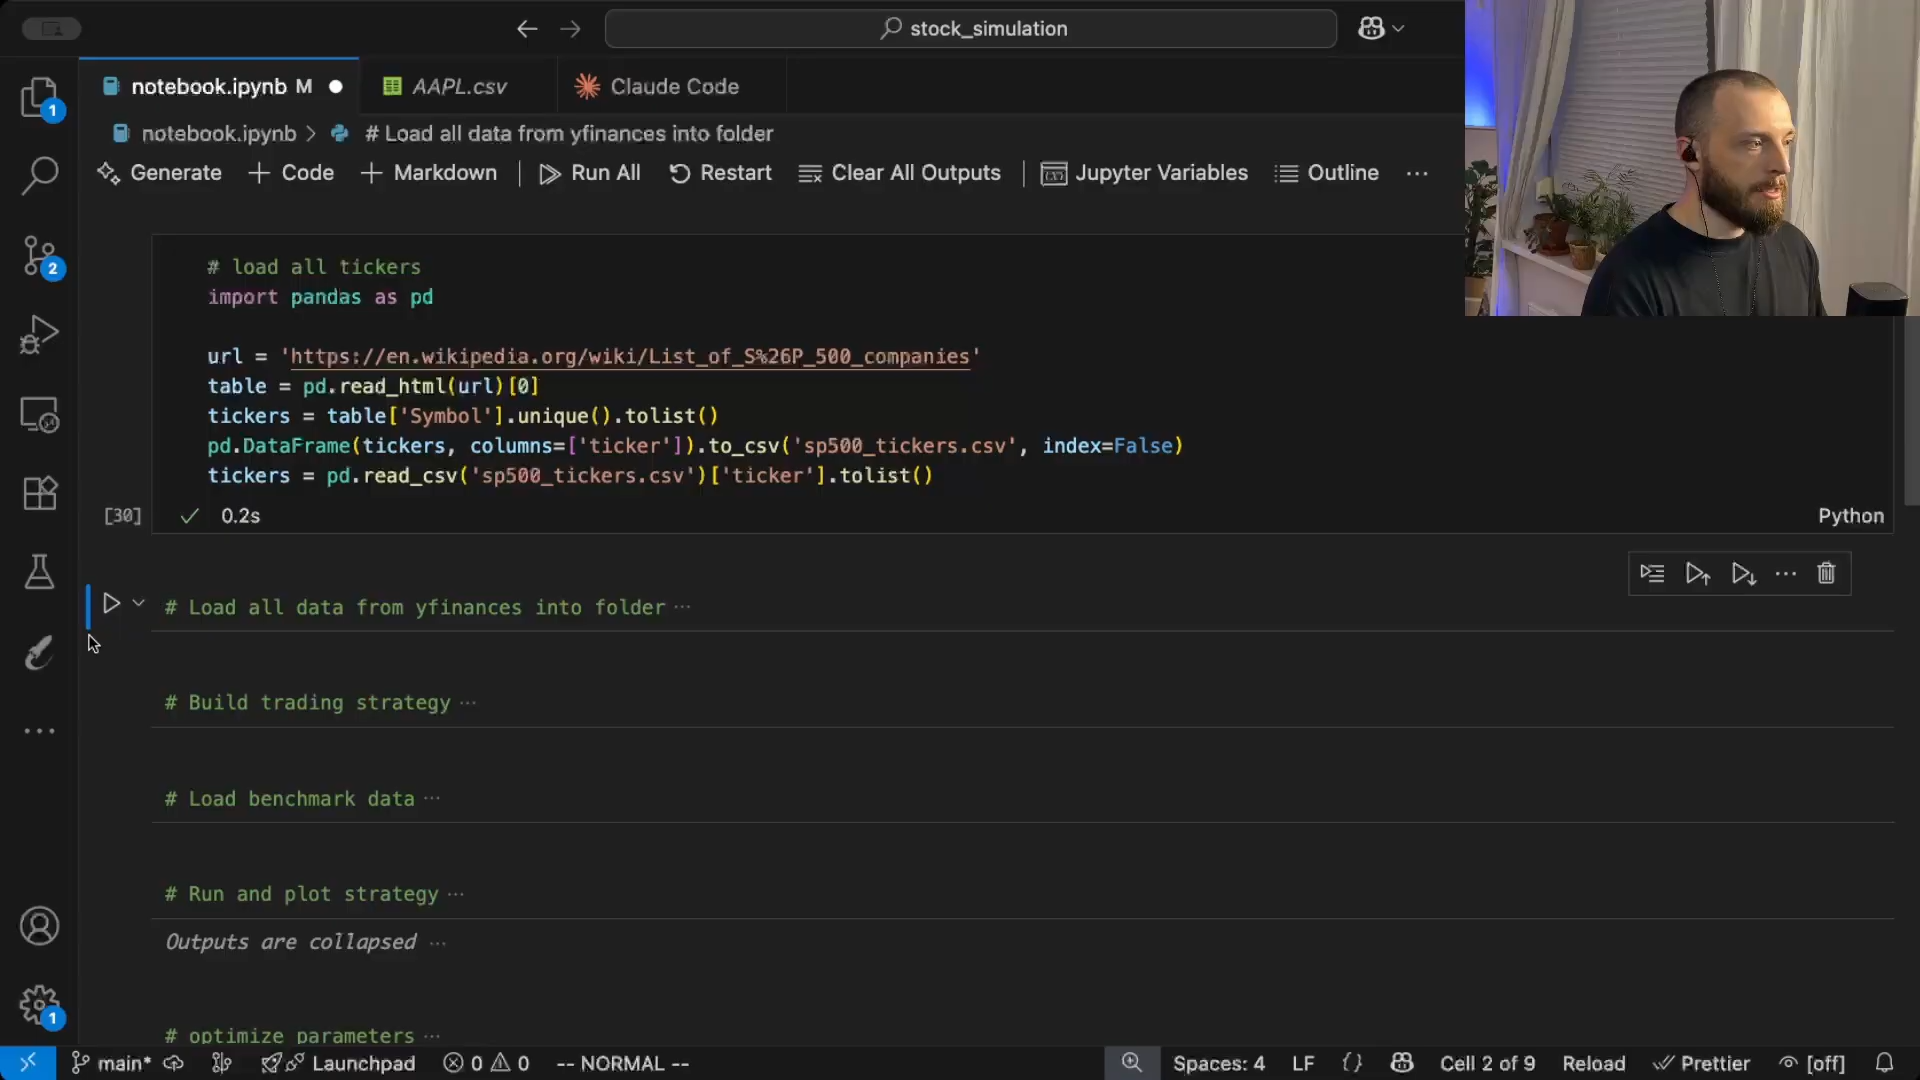 stock_simulation
notebook.ipynb M
AAPL.csv
Claude Code
notebook.ipynb > # Load all data from yfinances into folder
Generate + Code + Markdown | Run All Restart Clear All Outputs | Jupyter Variables Outline ...
# load all tickers
import pandas as pd
url = 'https://en.wikipedia.org/wiki/List_of_S%26P_500_companies'
table = pd.read_html(url)[0]
tickers = table['Symbol'].unique().tolist()
pd.DataFrame(tickers, columns=['ticker']).to_csv('sp500_tickers.csv', index=False)
tickers = pd.read_csv('sp500_tickers.csv')['ticker'].tolist()
[30] 0.2s Python
# Load all data from yfinances into folder ...
# Build trading strategy ...
# Load benchmark data ...
# Run and plot strategy ...
Outputs are collapsed ...
# optimize parameters ...
1
2
1
main* Launchpad 0 0 -- NORMAL -- Spaces: 4 LF {} Cell 2 of 9 Reload Prettier [off]